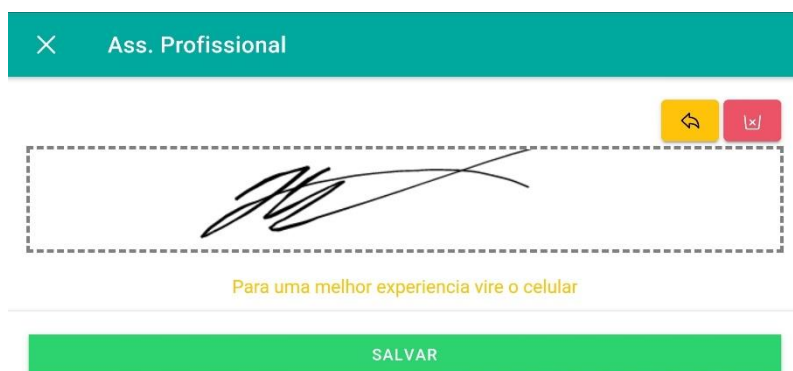 Ass. Profissional
Para uma melhor experiencia vire o celular
SALVAR